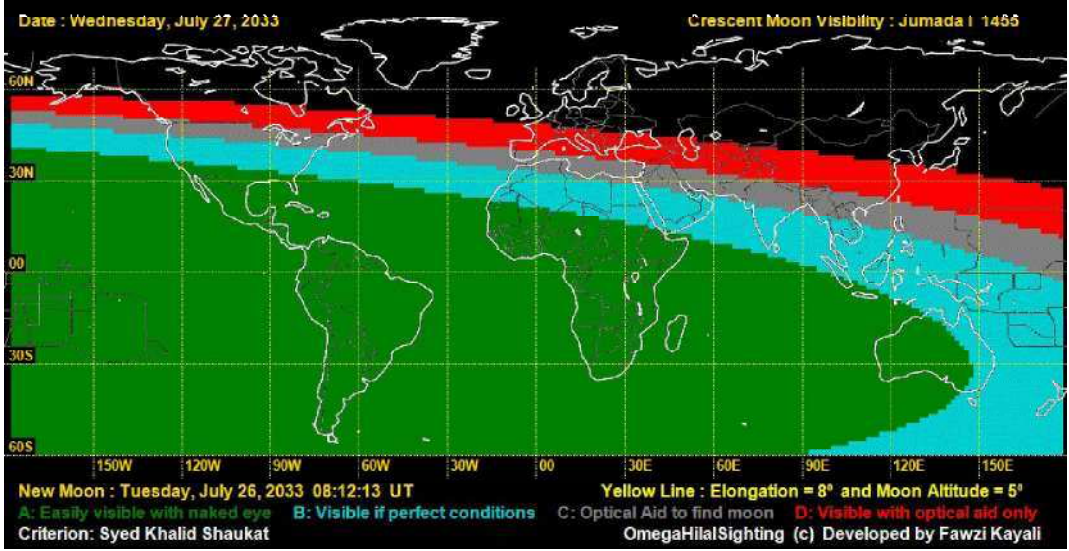 Date : Wednesday, July 27, 2033
Crescent Moon Visibility : Jumada I 1455
60N
30N
00
30S
60S
150W 120W 90W 60W 30W 00 30E 60E 90E 120E 150E
New Moon : Tuesday, July 26, 2033 08:12:13 UT
Yellow Line : Elongation = 8º and Moon Altitude = 5º
A: Easily visible with naked eye B: Visible if perfect conditions C: Optical Aid to find moon D: Visible with optical aid only
Criterion: Syed Khalid Shaukat
OmegaHilalSighting (c) Developed by Fawzi Kayali